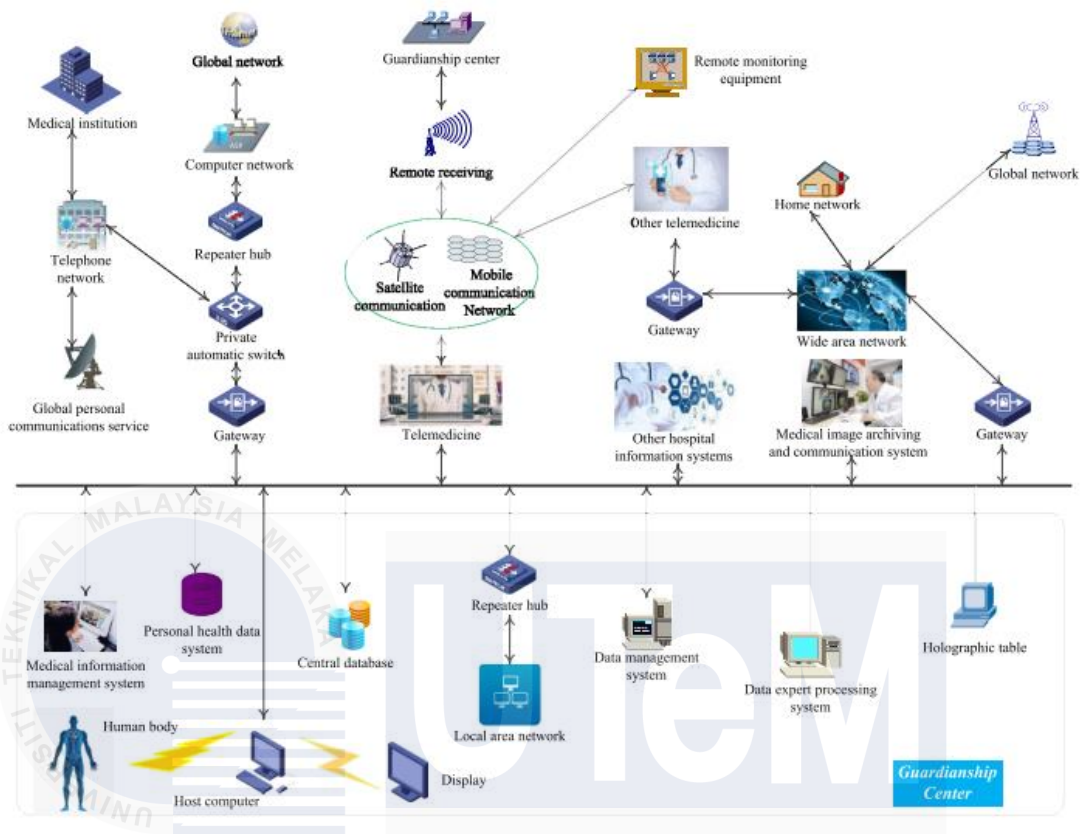 Global network
Guardianship center
Remote monitoring
equipment
Medical institution
Computer network
Remote receiving
Global network
Other telemedicine
Home network
Telephone
network
Repeater hub
Satellite
communication
Mobile
communication
Network
Gateway
Wide area network
Private
automatic switch
Global personal
communications service
Gateway
Telemedicine
Other hospital
information systems
Medical image archiving
and communication system
Gateway
Medical information
management system
Personal health data
system
Central database
Repeater hub
Data management
system
Data expert processing
system
Holographic table
Local area network
Human body
Host computer
Display
Guardianship
Center
UNIVERSITI TEKNIKAL MALAYSIA MELAKA
UTeM